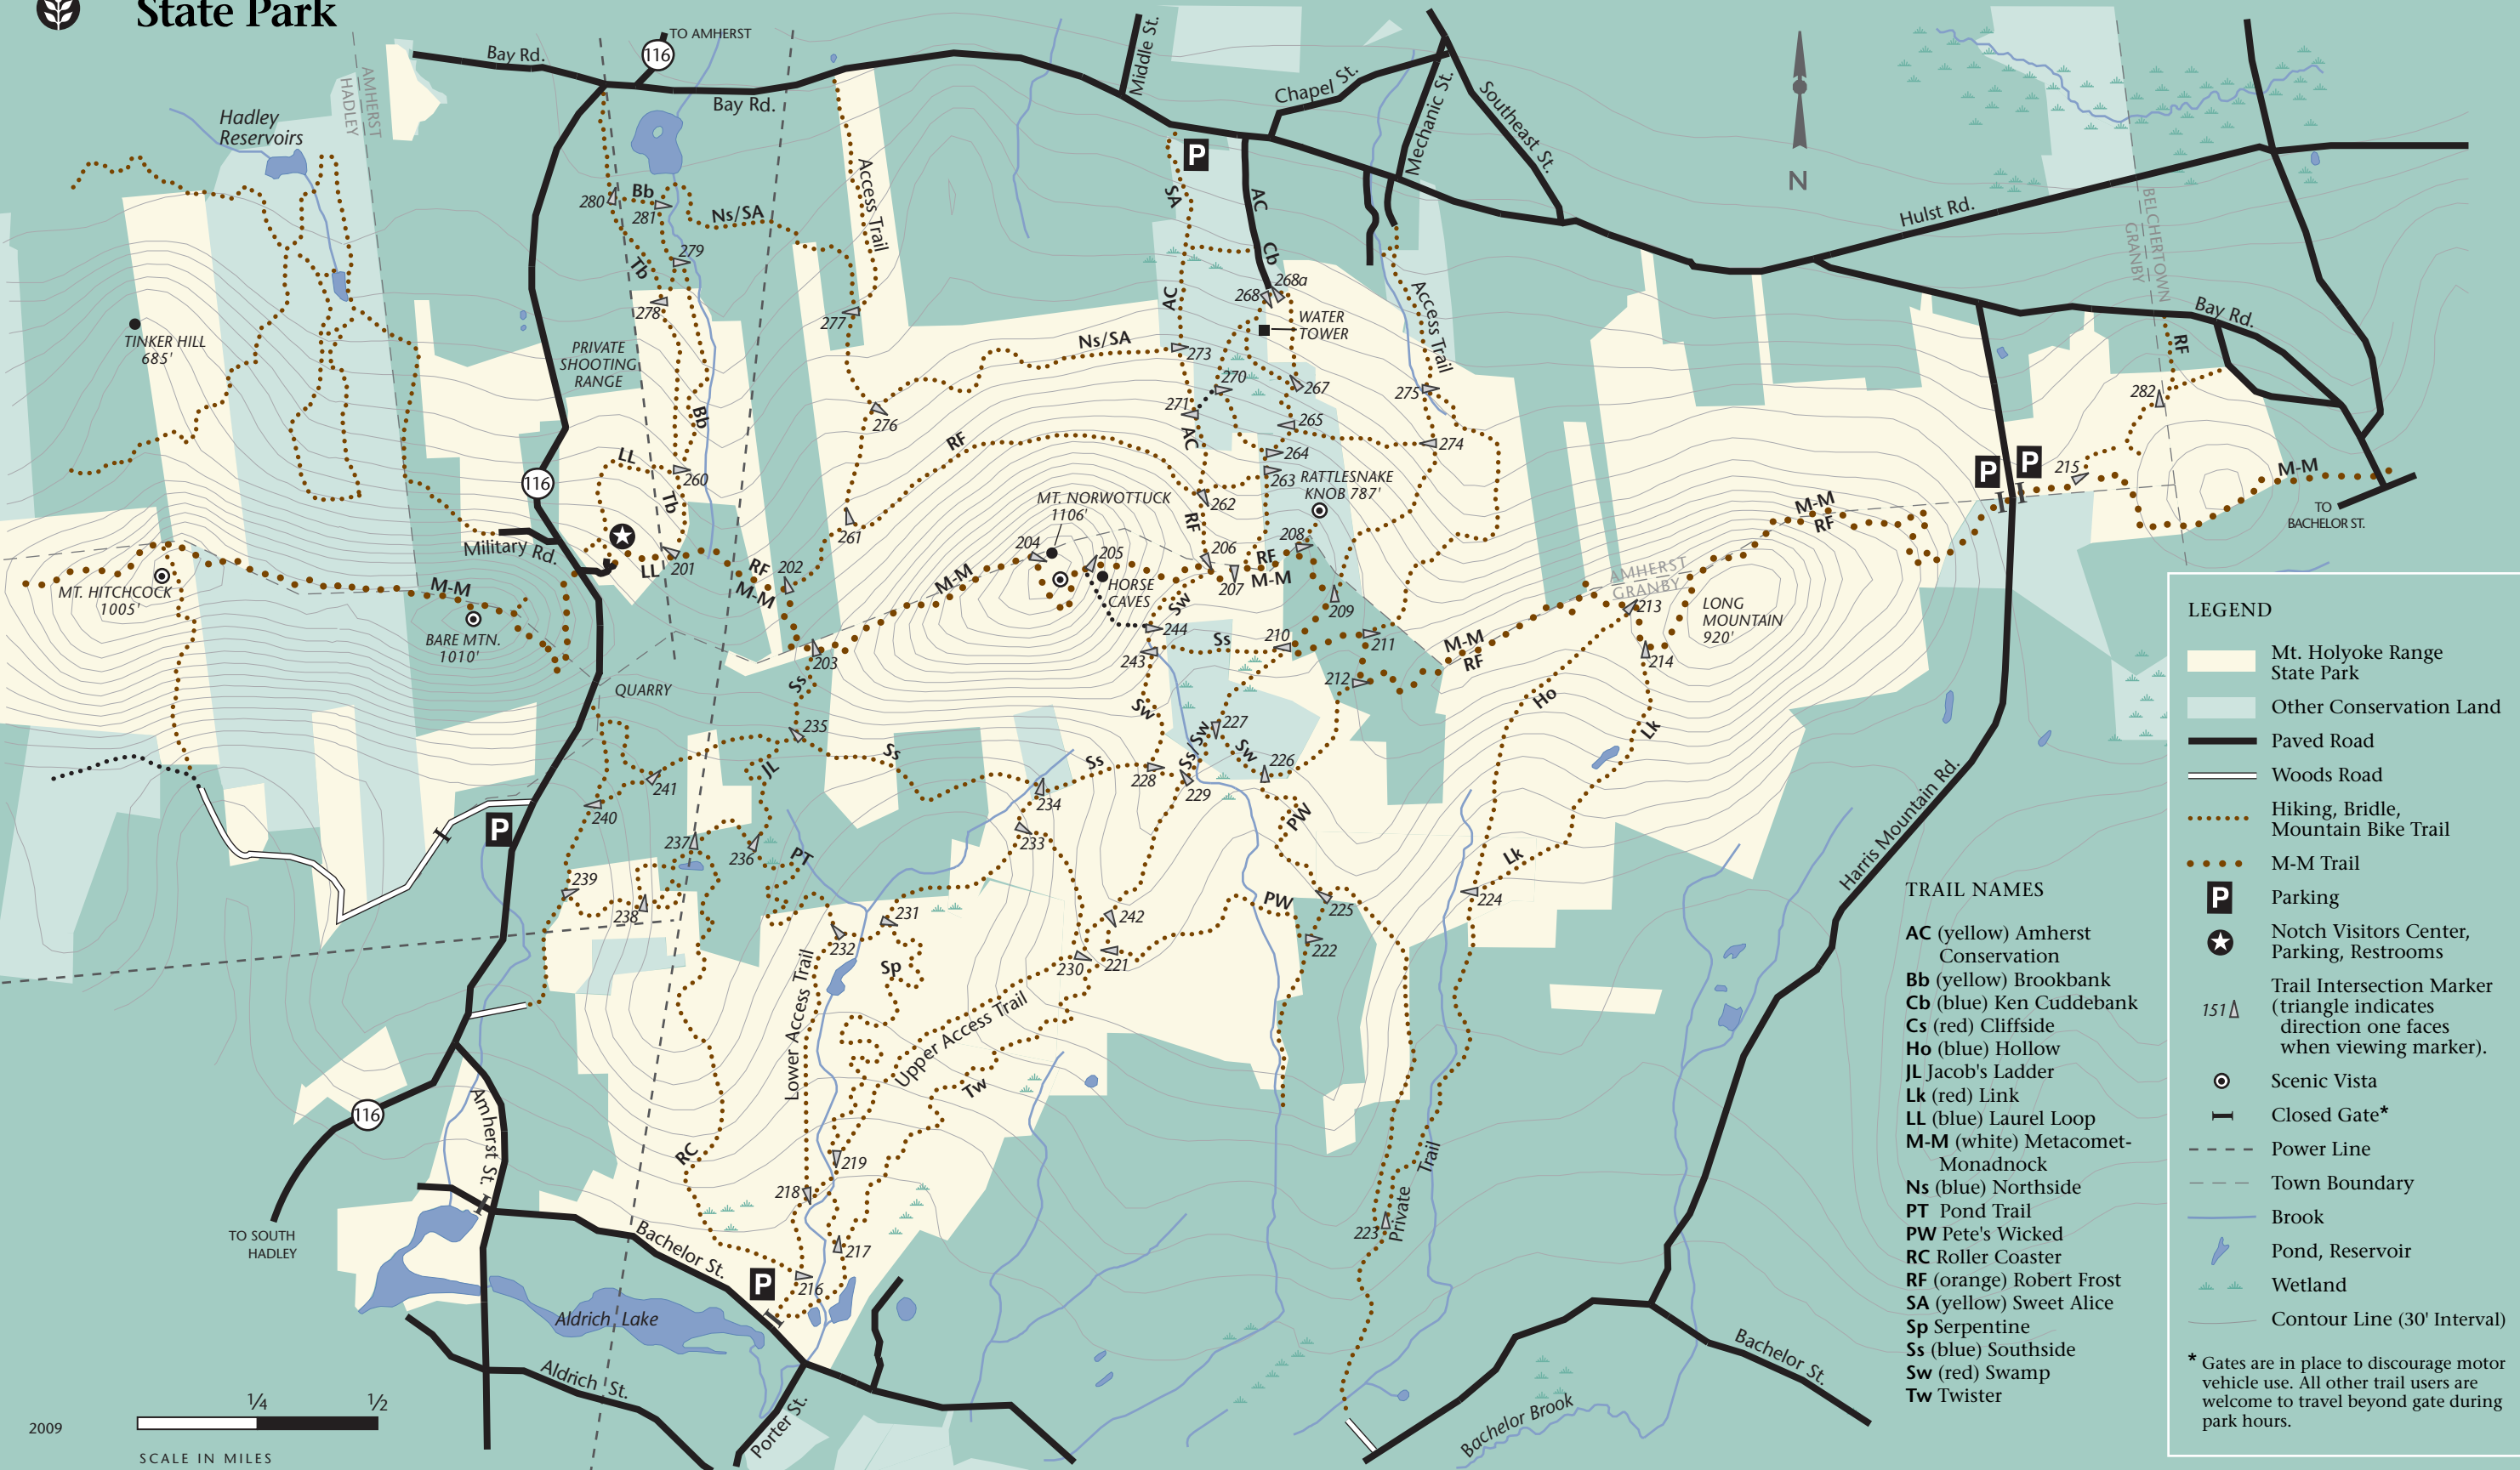 State Park
TO AMHERST
116
Bay Rd.
Bay Rd.
Middle St.
Chapel St.
Mechanic St.
Southeast St.
Hulst Rd.
Bay Rd.
AMHERST
HADLEY
Hadley
Reservoirs
BELCHERTOWN
GRANBY
N
P
SA
AC
Cb
Access Trail
280
Bb
281
Ns/SA
279
Tb
278
277
268
268a
WATER
TOWER
AC
Access Trail
TINKER HILL
685'
PRIVATE
SHOOTING
RANGE
Ns/SA
273
270
267
275
282
RF
271
276
Bb
RF
AC
265
274
264
LL
260
263
RATTLESNAKE
KNOB 787'
116
Tb
MT. NORWOTTUCK
1106'
262
P
P
215
M-M
TO
BACHELOR ST.
261
RF
M-M
RF
Military Rd.
LL
201
RF
M-M
202
204
205
HORSE
CAVES
206
RF
M-M
207
208
209
MT. HITCHCOCK
1005'
M-M
BARE MTN.
1010'
M-M
Sw
244
Ss
210
211
M-M
RF
AMHERST
GRANBY
213
LONG
MOUNTAIN
920'
214
203
243
212
QUARRY
Ss
Sw
Ho
Lk
235
Ss
Ss
Ss/Sw
227
Sw
226
JL
241
234
228
229
240
P
237
236
PT
233
PW
Lk
Harris Mountain Rd.
239
238
231
232
242
PW
225
224
222
Sp
230
221
Lower Access Trail
Upper Access Trail
Tw
116
Amherst St.
RC
219
218
Private
Trail
223
TO SOUTH
HADLEY
Bachelor St.
217
P
216
Aldrich Lake
Aldrich St.
Porter St.
Bachelor St.
Bachelor Brook
2009
¼
½
SCALE IN MILES
TRAIL NAMES
AC (yellow) Amherst
Conservation
Bb (yellow) Brookbank
Cb (blue) Ken Cuddebank
Cs (red) Cliffside
Ho (blue) Hollow
JL Jacob's Ladder
Lk (red) Link
LL (blue) Laurel Loop
M-M (white) Metacomet-
Monadnock
Ns (blue) Northside
PT Pond Trail
PW Pete's Wicked
RC Roller Coaster
RF (orange) Robert Frost
SA (yellow) Sweet Alice
Sp Serpentine
Ss (blue) Southside
Sw (red) Swamp
Tw Twister
LEGEND
Mt. Holyoke Range
State Park
Other Conservation Land
Paved Road
Woods Road
Hiking, Bridle,
Mountain Bike Trail
M-M Trail
P Parking
Notch Visitors Center,
Parking, Restrooms
151 Trail Intersection Marker
(triangle indicates
direction one faces
when viewing marker).
Scenic Vista
Closed Gate*
Power Line
Town Boundary
Brook
Pond, Reservoir
Wetland
Contour Line (30' Interval)
* Gates are in place to discourage motor
vehicle use. All other trail users are
welcome to travel beyond gate during
park hours.